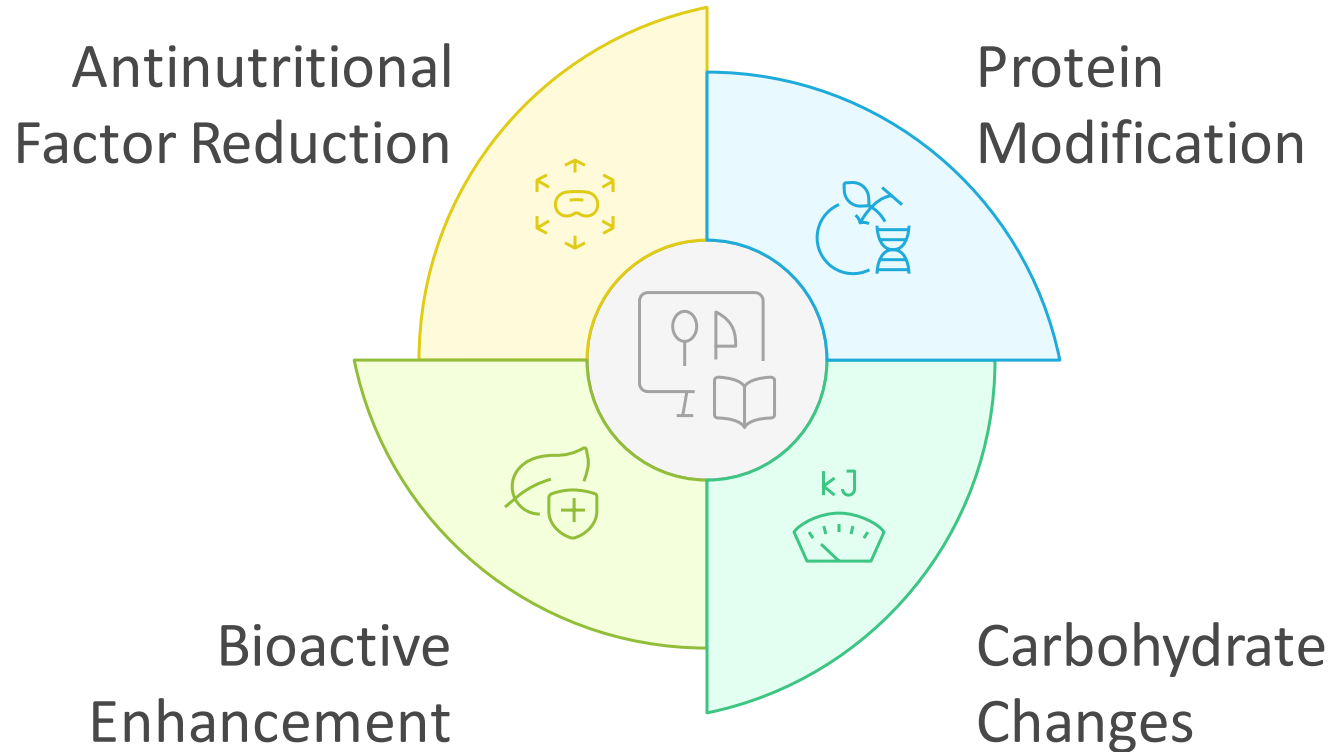 Antinutritional
Factor Reduction
Protein
Modification
kJ
Bioactive
Enhancement
Carbohydrate
Changes